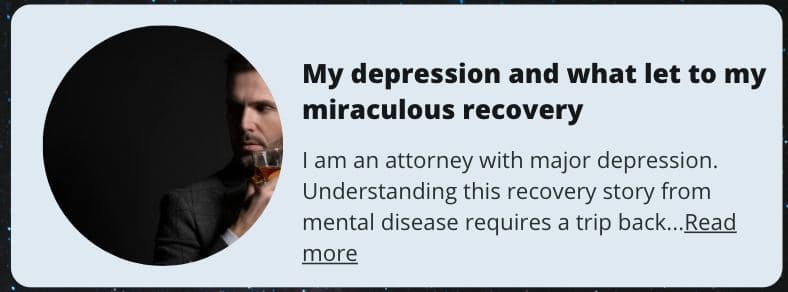 My depression and what let to my
miraculous recovery
I am an attorney with major depression.
Understanding this recovery story from
mental disease requires a trip back...Read
more